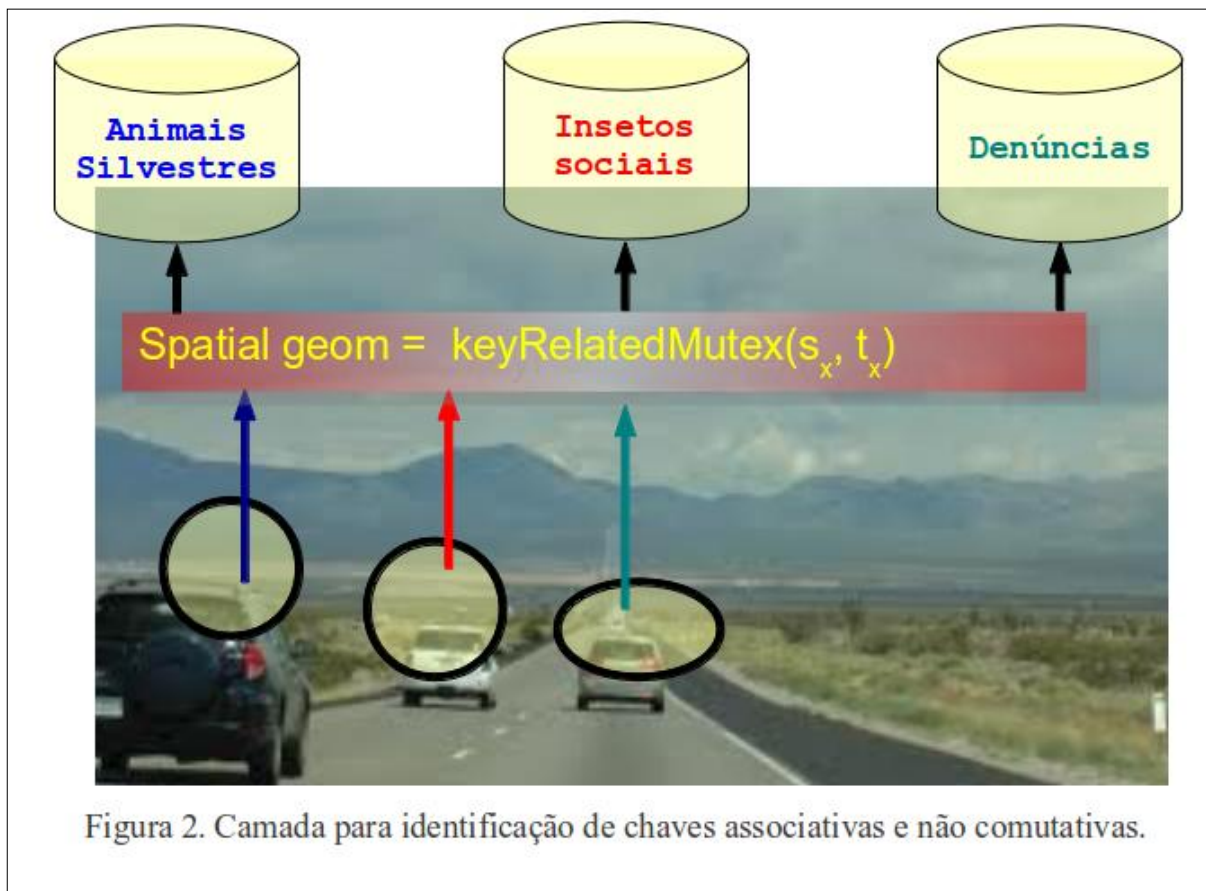 Animais
Silvestres
Insetos
sociais
Denúncias
Spatial geom = keyRelatedMutex(sₓ, tₓ)
Figura 2. Camada para identificação de chaves associativas e não comutativas.